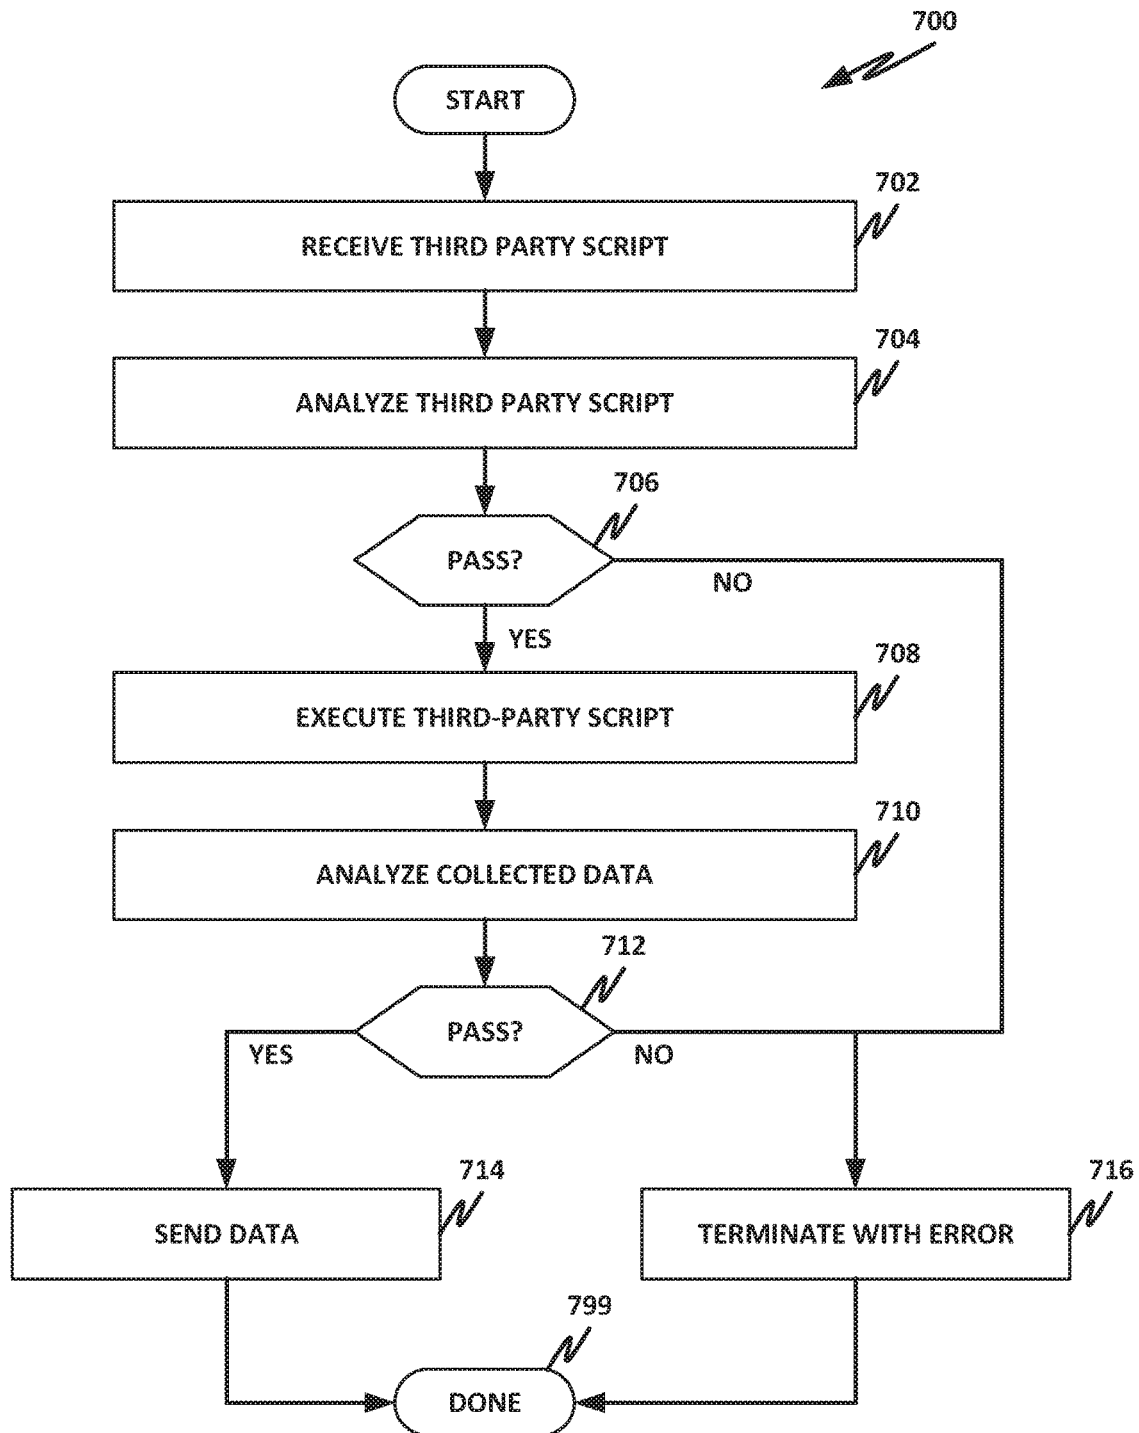 700
START
702
RECEIVE THIRD PARTY SCRIPT
704
ANALYZE THIRD PARTY SCRIPT
706
PASS?
NO
YES
708
EXECUTE THIRD-PARTY SCRIPT
710
ANALYZE COLLECTED DATA
712
PASS?
YES
NO
714
SEND DATA
716
TERMINATE WITH ERROR
799
DONE